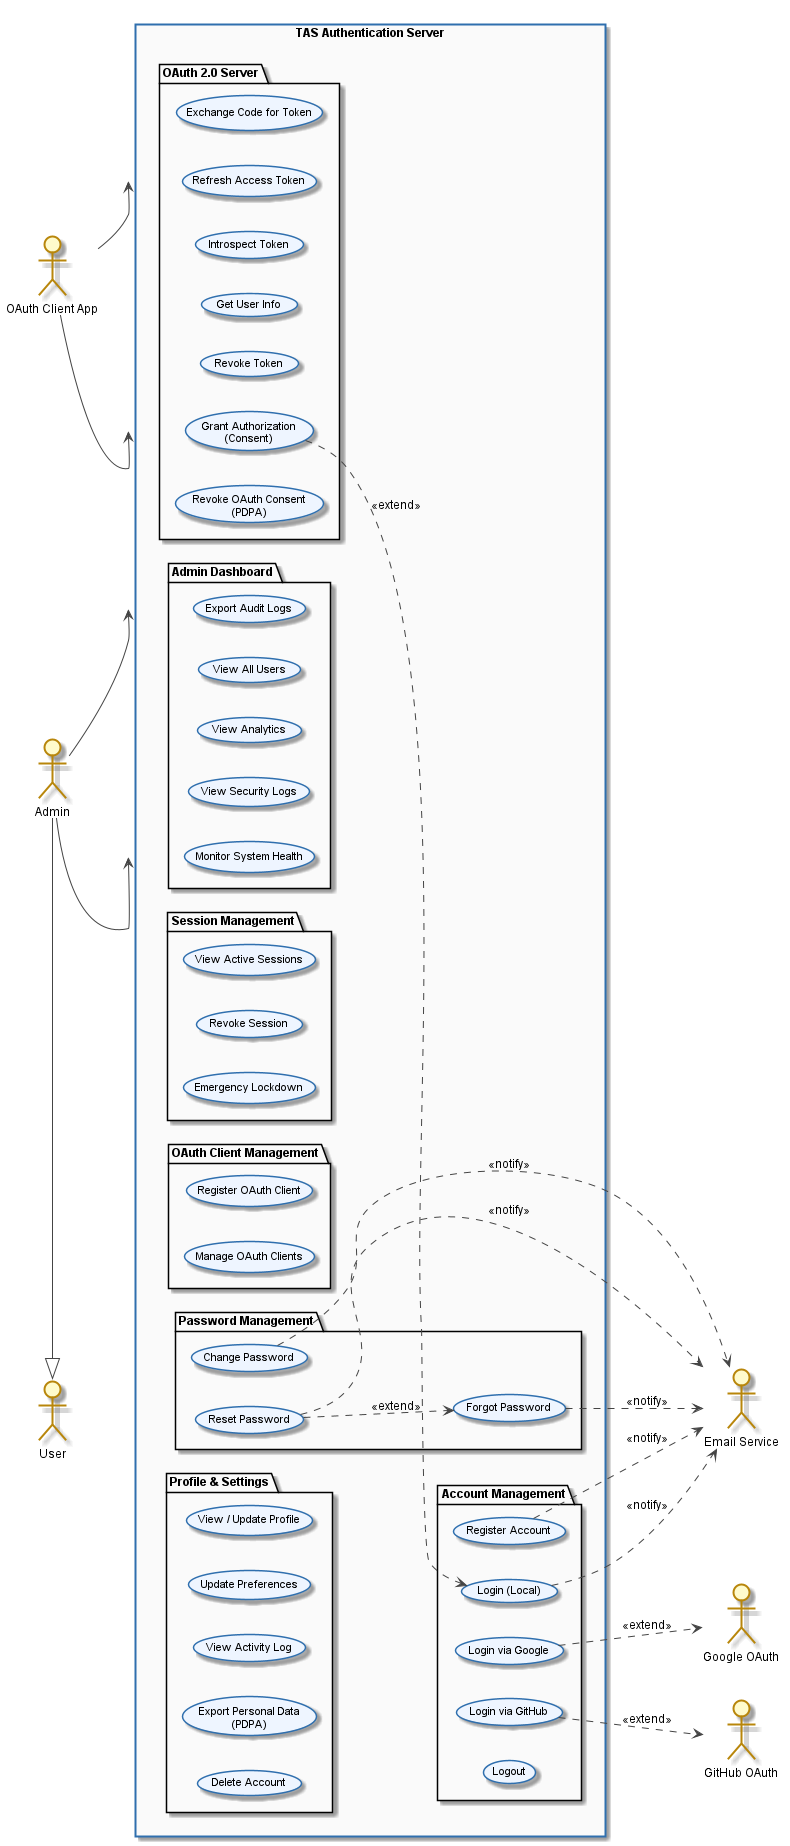 TAS Authentication Server
OAuth 2.0 Server
Exchange Code for Token
Refresh Access Token
Introspect Token
Get User Info
Revoke Token
Grant Authorization
(Consent)
Revoke OAuth Consent
(PDPA)
«extend»
OAuth Client App
Admin Dashboard
Export Audit Logs
View All Users
View Analytics
View Security Logs
Monitor System Health
Admin
Session Management
View Active Sessions
Revoke Session
Emergency Lockdown
OAuth Client Management
Register OAuth Client
Manage OAuth Clients
«notify»
«notify»
Password Management
Change Password
Reset Password
«extend»
Forgot Password
«notify»
User
Email Service
«notify»
Profile & Settings
View / Update Profile
Update Preferences
View Activity Log
Export Personal Data
(PDPA)
Delete Account
Account Management
Register Account
Login (Local)
Login via Google
Login via GitHub
Logout
«notify»
«extend»
Google OAuth
«extend»
GitHub OAuth